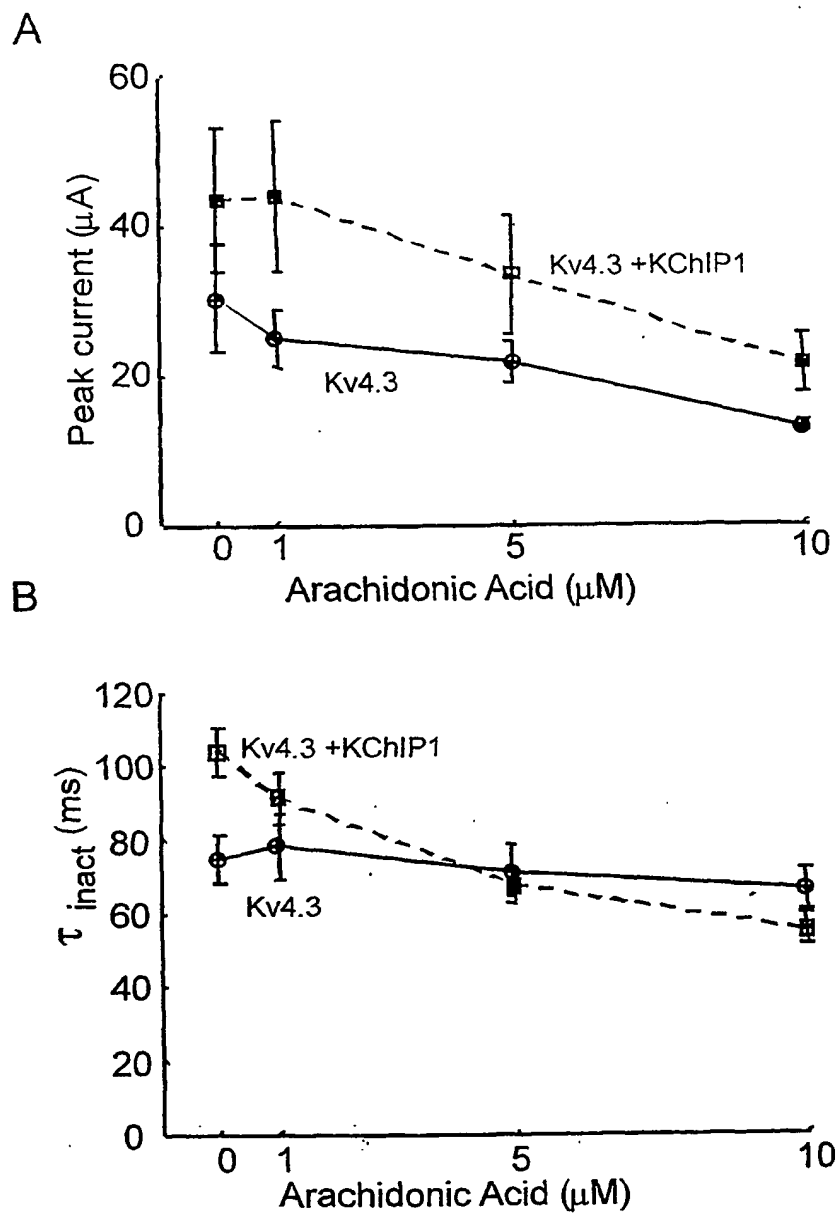 A
60
40
20
0
Peak current (μA)
Kv4.3 +KChIP1
Kv4.3
0 1 5 10
Arachidonic Acid (μM)
B
120
100
80
60
40
20
0
τ inact (ms)
Kv4.3 +KChIP1
Kv4.3
0 1 5 10
Arachidonic Acid (μM)